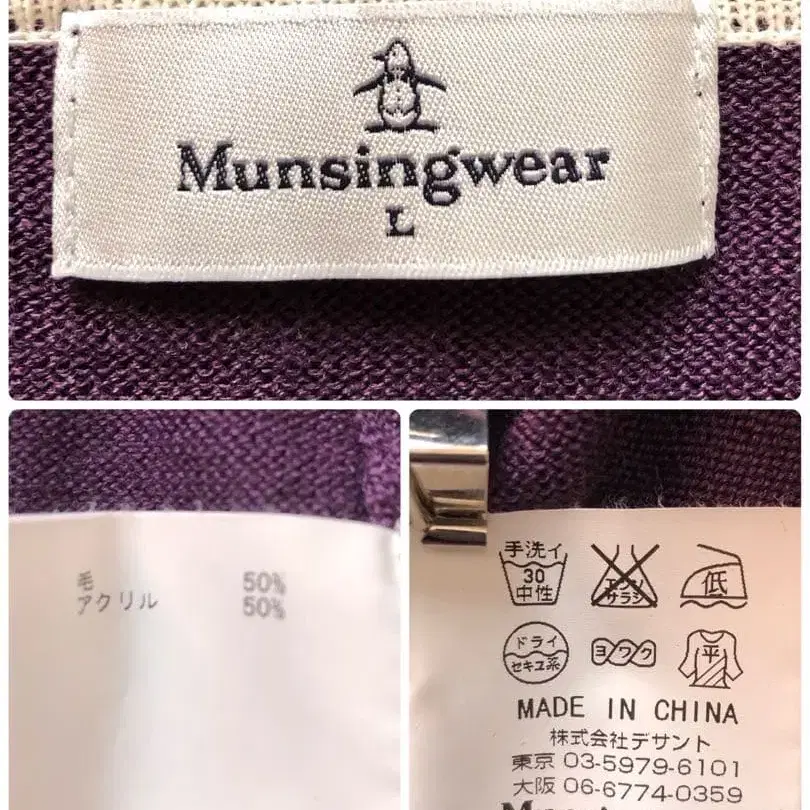 Munsingwear
L
毛 50%
アクリル 50%
手洗イ
30
中性
エンソ
サラシ
低
ドライ
セキユ系
ヨワク
平
MADE IN CHINA
株式会社デサント
東京 03-5979-6101
大阪 06-6774-0359